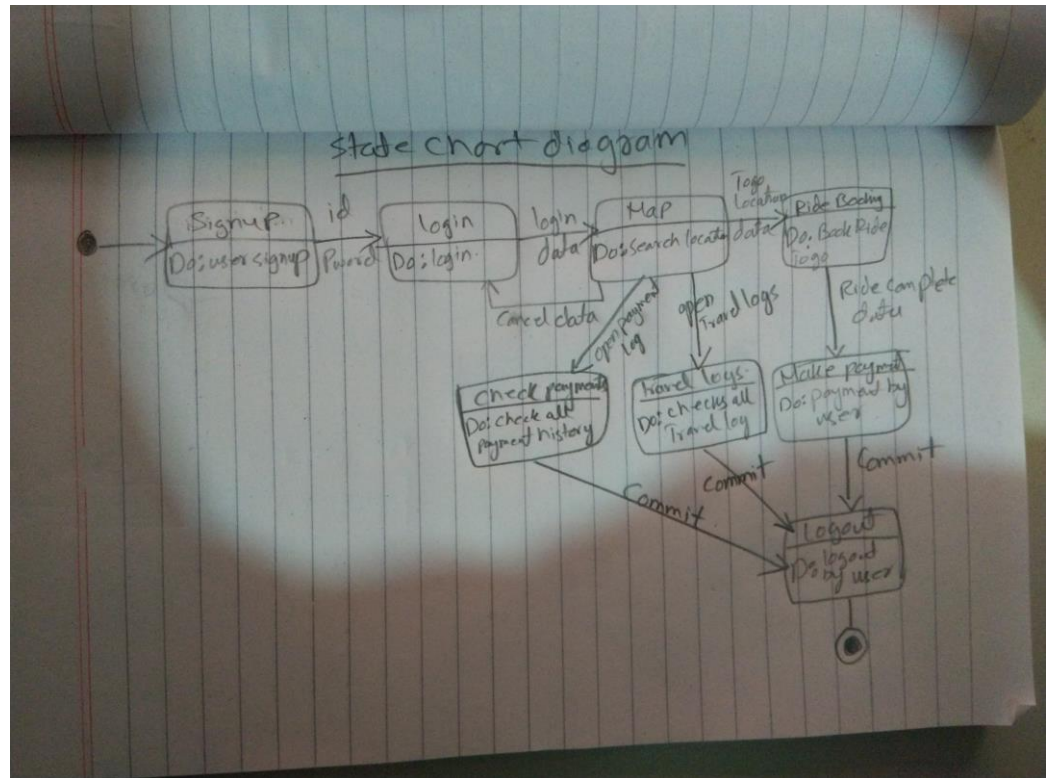 State chart diagram
Signup
Do: user signup
id
Pword
login
Do: login.
login
data
Map
Do: search locatio
Togo
Location
data
Ride Booking
Do: Book Ride
Togo
Cancel data
open payment
log
open
Travel logs
Ride complete
data
Check payments
Do: check all
payment history
travel logs.
Do: checks all
Travel log
Make payment
Do: payment by
user
Commit
Commit
Commit
Logout
Do: logout
by user